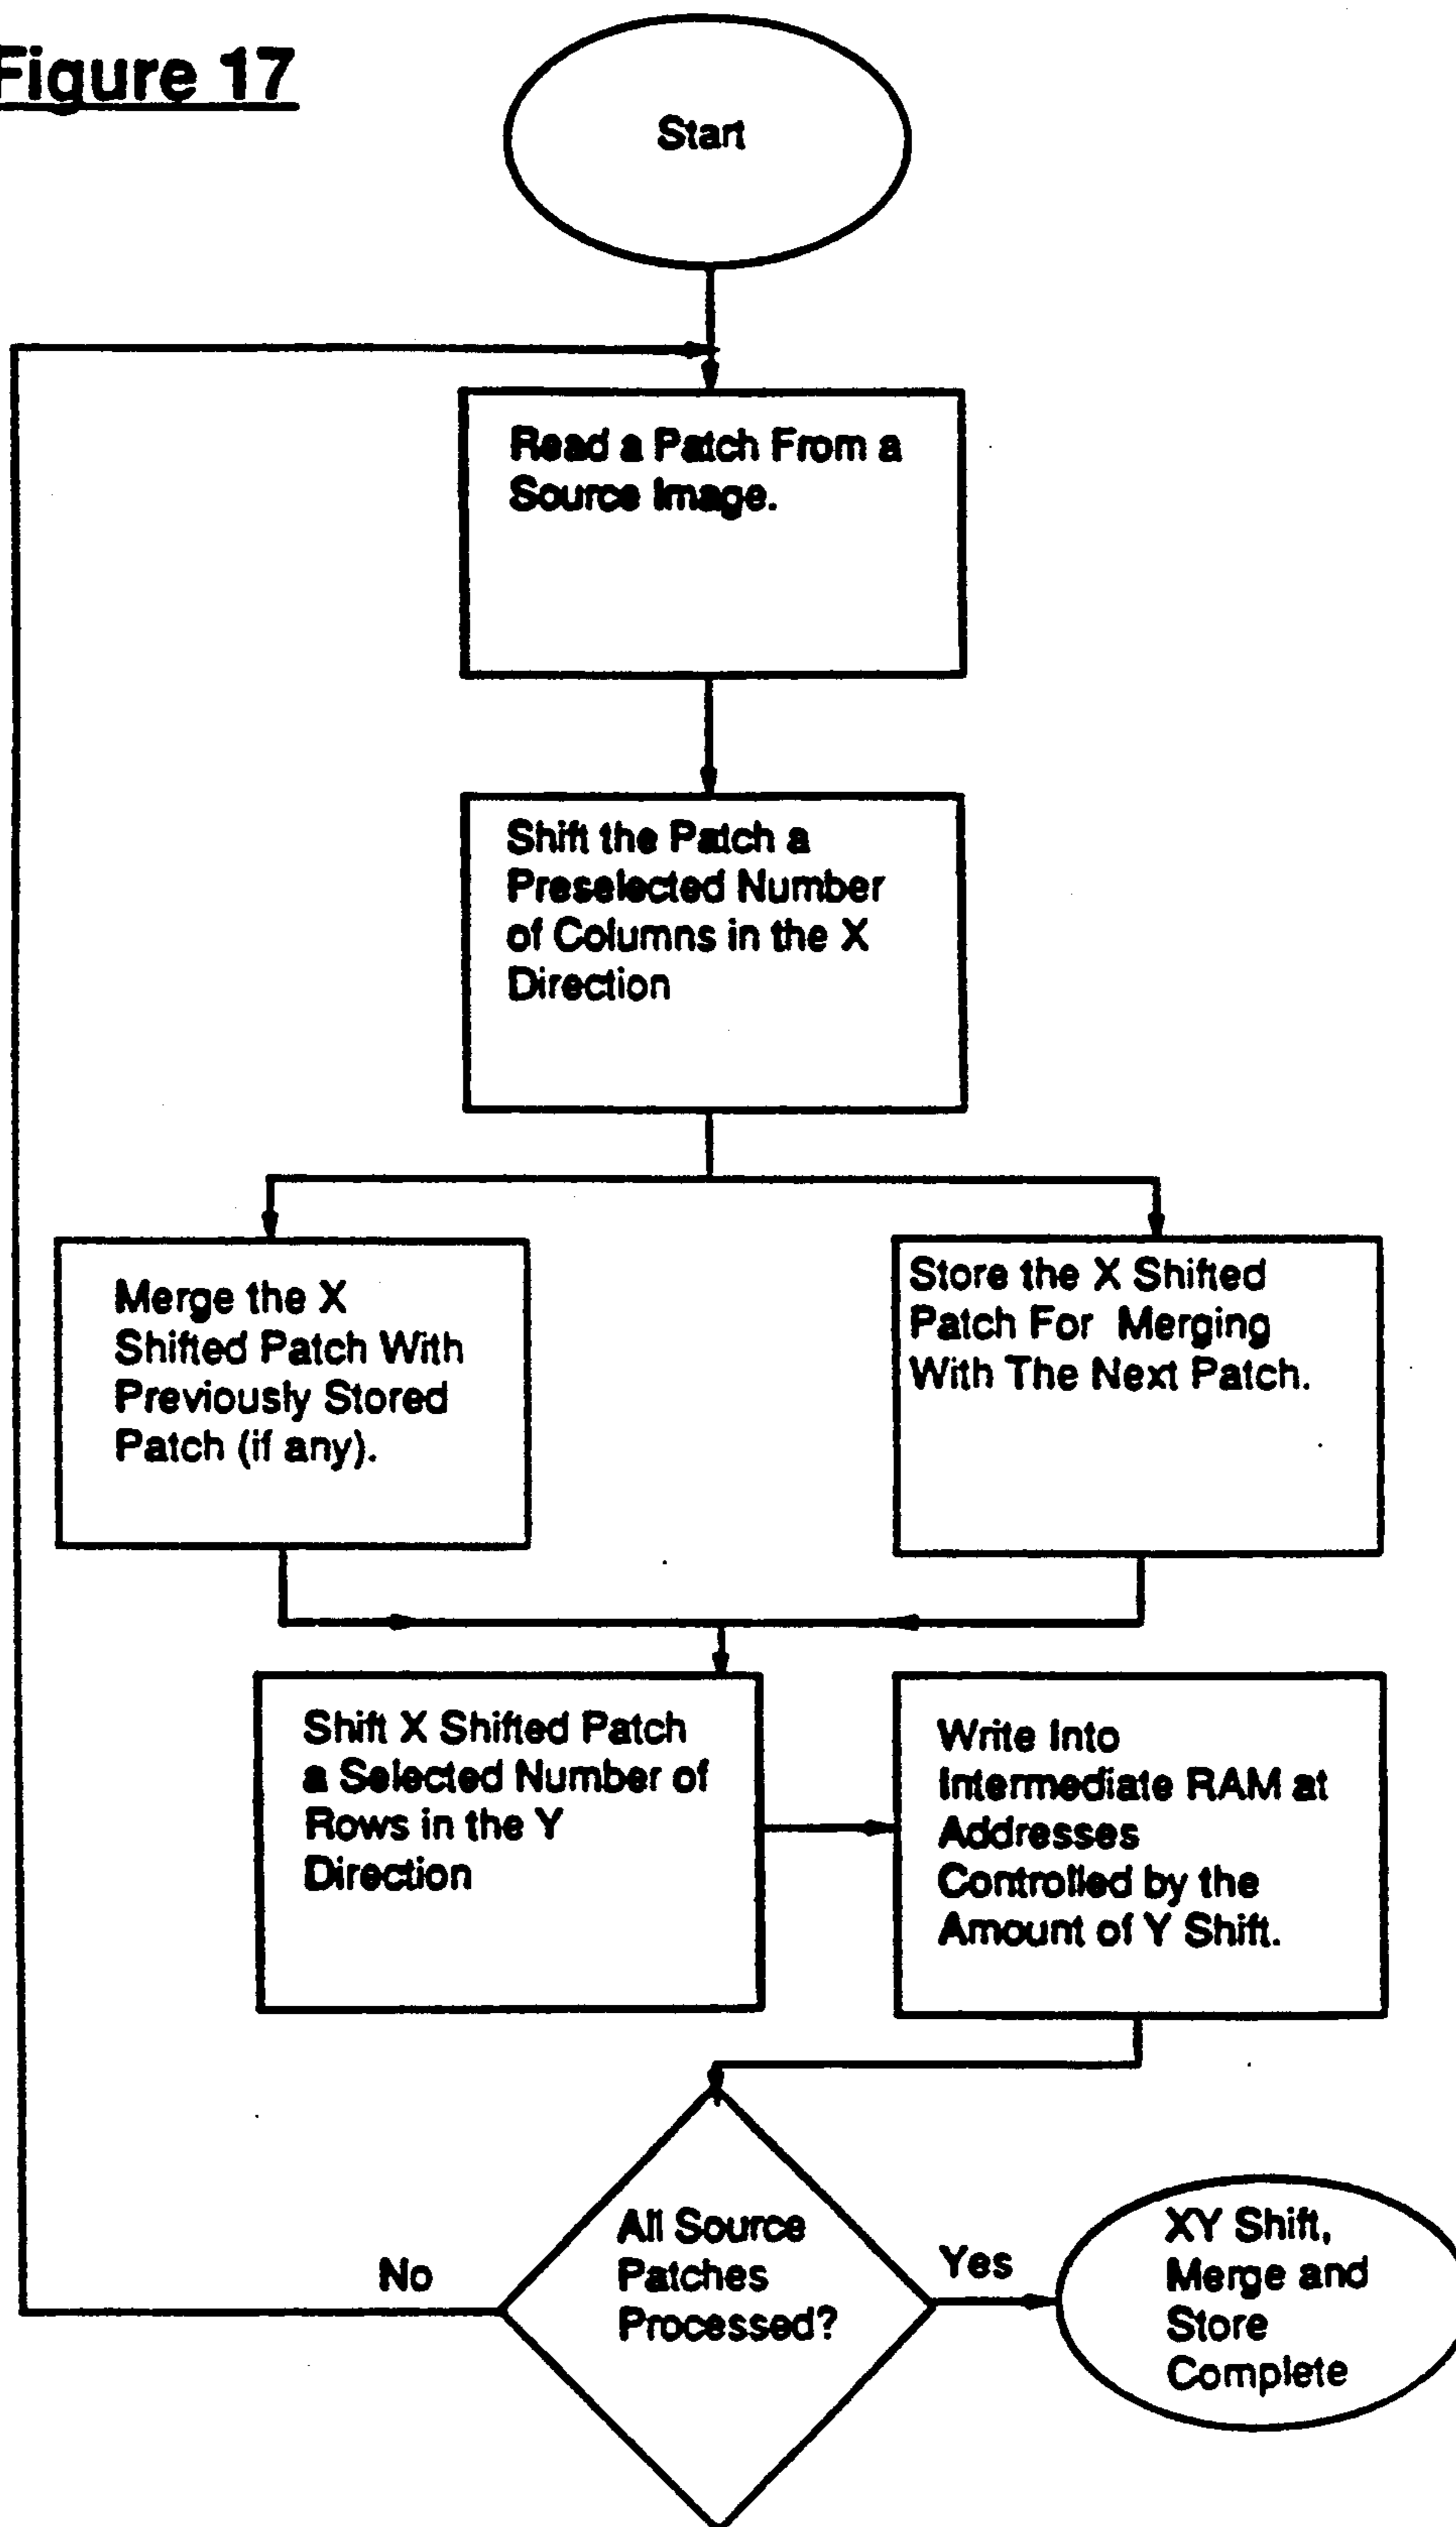 Figure 17
Start
Read a Patch From a
Source Image.
Shift the Patch a
Preselected Number
of Columns in the X
Direction
Merge the X
Shifted Patch With
Previously Stored
Patch (if any).
Store the X Shifted
Patch For Merging
With The Next Patch.
Shift X Shifted Patch
a Selected Number of
Rows in the Y
Direction
Write Into
Intermediate RAM at
Addresses
Controlled by the
Amount of Y Shift.
All Source
Patches
Processed?
No
Yes
XY Shift,
Merge and
Store
Complete